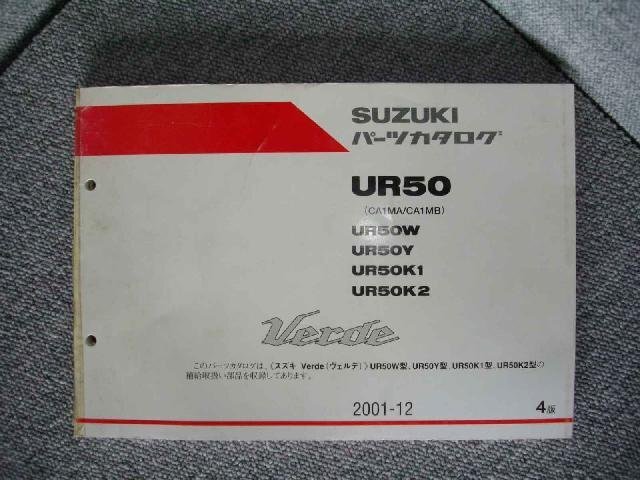 SUZUKI
パーツカタログ
UR50
(CA1MA/CA1MB)
UR50W
UR50Y
UR50K1
UR50K2
Verde
このパーツカタログは、《スズキ Verde(ヴェルデ)》UR50W型、UR50Y型、UR50K1型、UR50K2型の
補給取扱い部品を収録してあります。
2001-12
4版